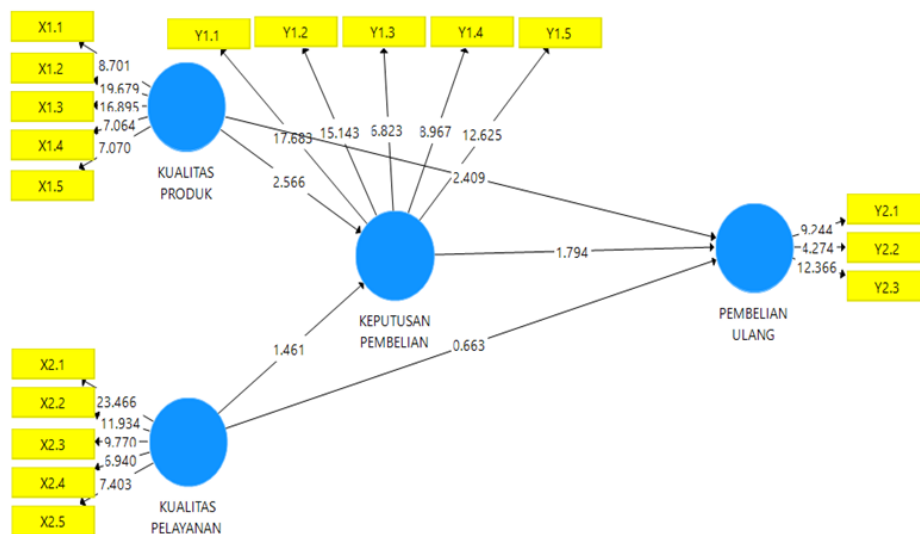 X1.1
X1.2
X1.3
X1.4
X1.5
8.701
19.679
16.895
7.064
7.070
KUALITAS
PRODUK
Y1.1
Y1.2
Y1.3
Y1.4
Y1.5
17.683
15.143
6.823
8.967
12.625
2.566
2.409
KEPUTUSAN
PEMBELIAN
1.794
1.461
0.663
PEMBELIAN
ULANG
9.244
4.274
12.366
Y2.1
Y2.2
Y2.3
X2.1
X2.2
X2.3
X2.4
X2.5
23.466
11.934
9.770
6.940
7.403
KUALITAS
PELAYANAN